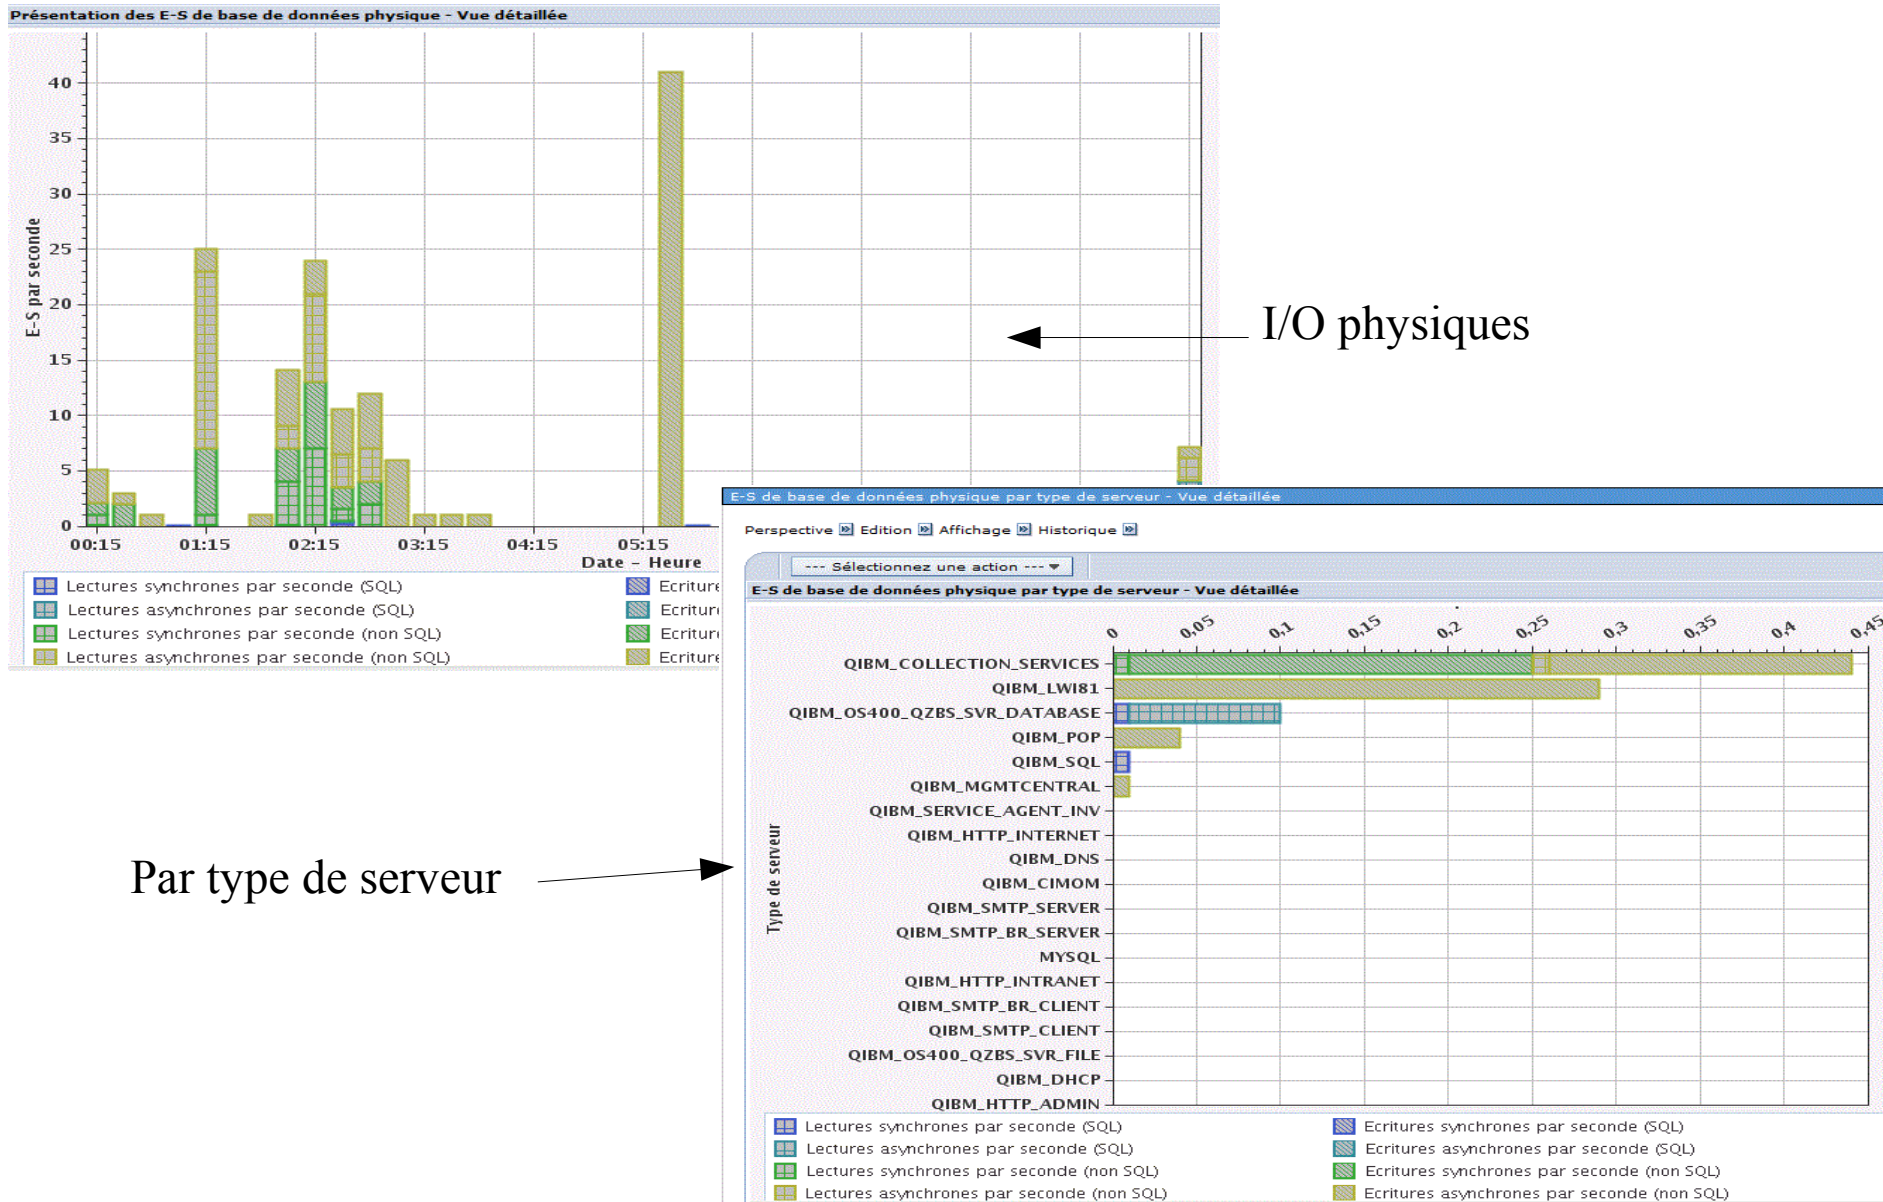 Présentation des E-S de base de données physique - Vue détaillée
E-S par seconde
40
35
30
25
20
15
10
5
0
00:15 01:15 02:15 03:15 04:15 05:15
Date - Heure
Lectures synchrones par seconde (SQL) Ecriture
Lectures asynchrones par seconde (SQL) Ecriture
Lectures synchrones par seconde (non SQL) Ecriture
Lectures asynchrones par seconde (non SQL) Ecriture
I/O physiques
Par type de serveur
E-S de base de données physique par type de serveur - Vue détaillée
Perspective Edition Affichage Historique
--- Sélectionnez une action ---
E-S de base de données physique par type de serveur - Vue détaillée
0 0,05 0,1 0,15 0,2 0,25 0,3 0,35 0,4 0,45
Type de serveur
QIBM_COLLECTION_SERVICES
QIBM_LWI81
QIBM_OS400_QZBS_SVR_DATABASE
QIBM_POP
QIBM_SQL
QIBM_MGMTCENTRAL
QIBM_SERVICE_AGENT_INV
QIBM_HTTP_INTERNET
QIBM_DNS
QIBM_CIMOM
QIBM_SMTP_SERVER
QIBM_SMTP_BR_SERVER
MYSQL
QIBM_HTTP_INTRANET
QIBM_SMTP_BR_CLIENT
QIBM_SMTP_CLIENT
QIBM_OS400_QZBS_SVR_FILE
QIBM_DHCP
QIBM_HTTP_ADMIN
Lectures synchrones par seconde (SQL) Ecritures synchrones par seconde (SQL)
Lectures asynchrones par seconde (SQL) Ecritures asynchrones par seconde (SQL)
Lectures synchrones par seconde (non SQL) Ecritures synchrones par seconde (non SQL)
Lectures asynchrones par seconde (non SQL) Ecritures asynchrones par seconde (non SQL)